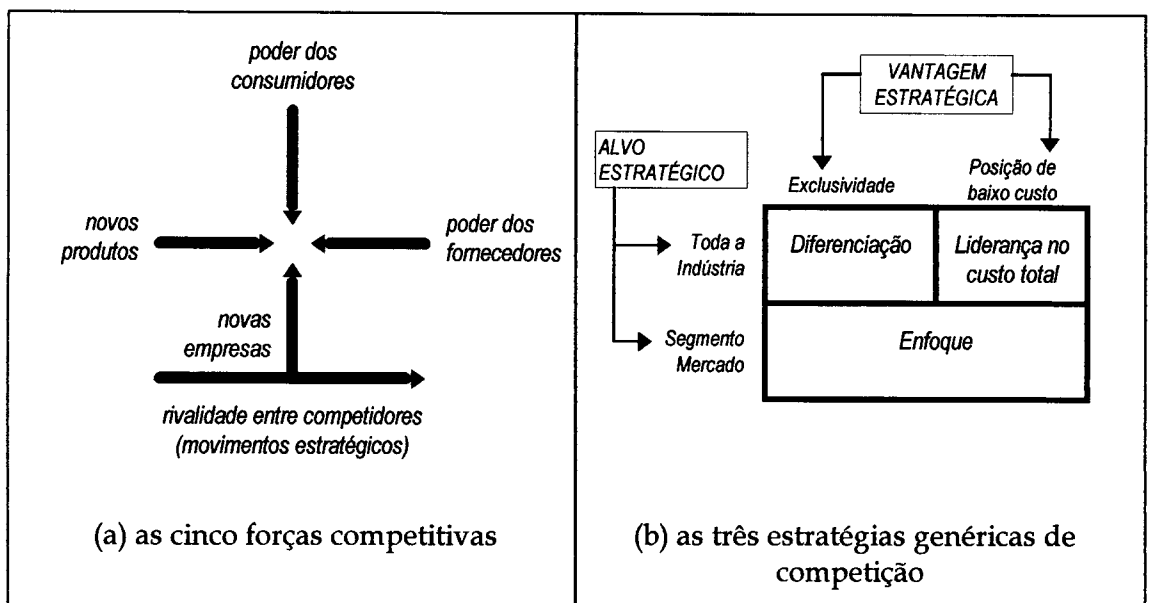 poder dos
consumidores
novos
produtos
poder dos
fornecedores
novas
empresas
rivalidade entre competidores
(movimentos estratégicos)
(a) as cinco forças competitivas
VANTAGEM
ESTRATÉGICA
ALVO
ESTRATÉGICO
Exclusividade
Posição de
baixo custo
Toda a
Indústria
Diferenciação
Liderança no
custo total
Segmento
Mercado
Enfoque
(b) as três estratégias genéricas de
competição